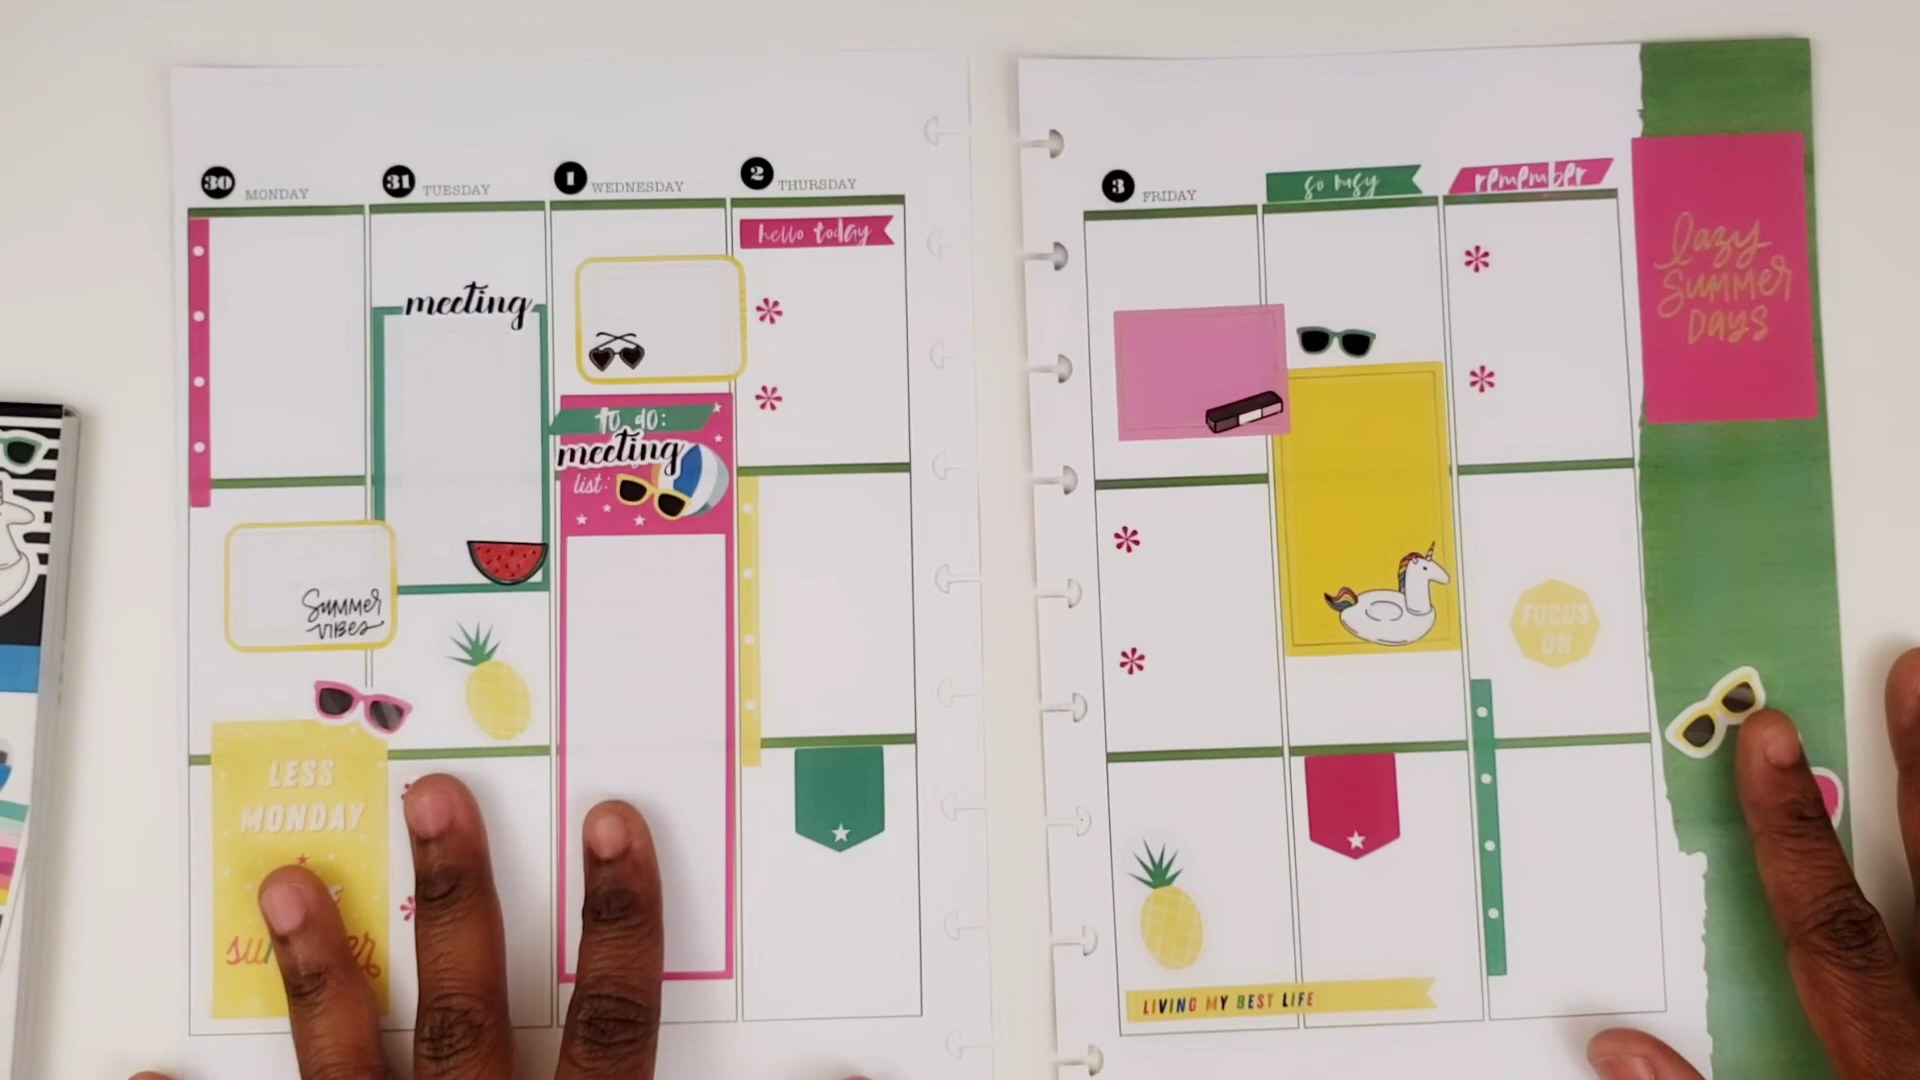 30 MONDAY
31 TUESDAY
1 WEDNESDAY
2 THURSDAY
hello today
meeting
to do:
meeting
list:
Summer
vibes
LESS
MONDAY
3 FRIDAY
so busy
remember
lazy
summer
days
FOCUS
ON
LIVING MY BEST LIFE